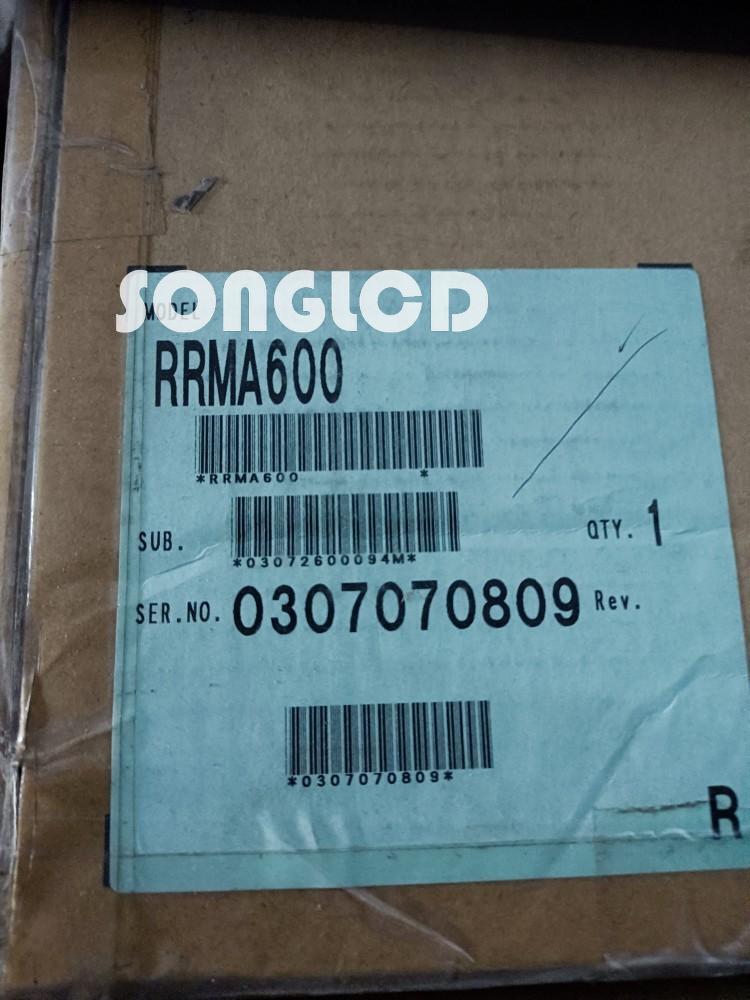 SONGLCD
MODEL
RRMA600
*RRMA600 *
SUB.
*03072600094M*
QTY. 1
SER.NO. 0307070809 Rev.
*0307070809*
R